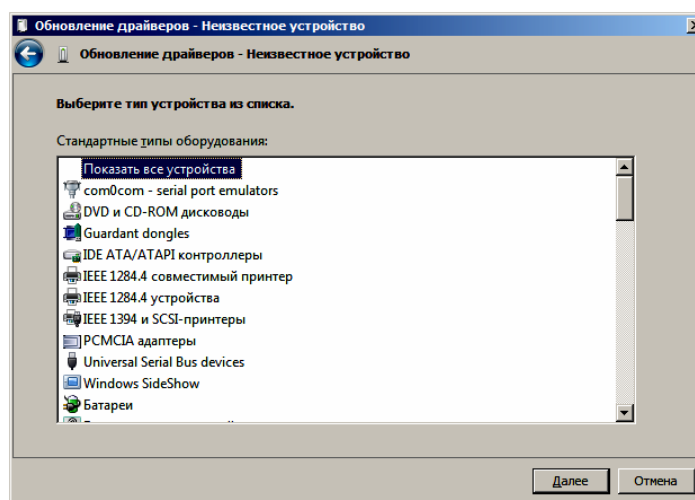 Обновление драйверов - Неизвестное устройство
Обновление драйверов - Неизвестное устройство
Выберите тип устройства из списка.
Стандартные типы оборудования:
Показать все устройства
com0com - serial port emulators
DVD и CD-ROM дисководы
Guardant dongles
IDE ATA/ATAPI контроллеры
IEEE 1284.4 совместимый принтер
IEEE 1284.4 устройства
IEEE 1394 и SCSI-принтеры
PCMCIA адаптеры
Universal Serial Bus devices
Windows SideShow
Батареи
Далее
Отмена